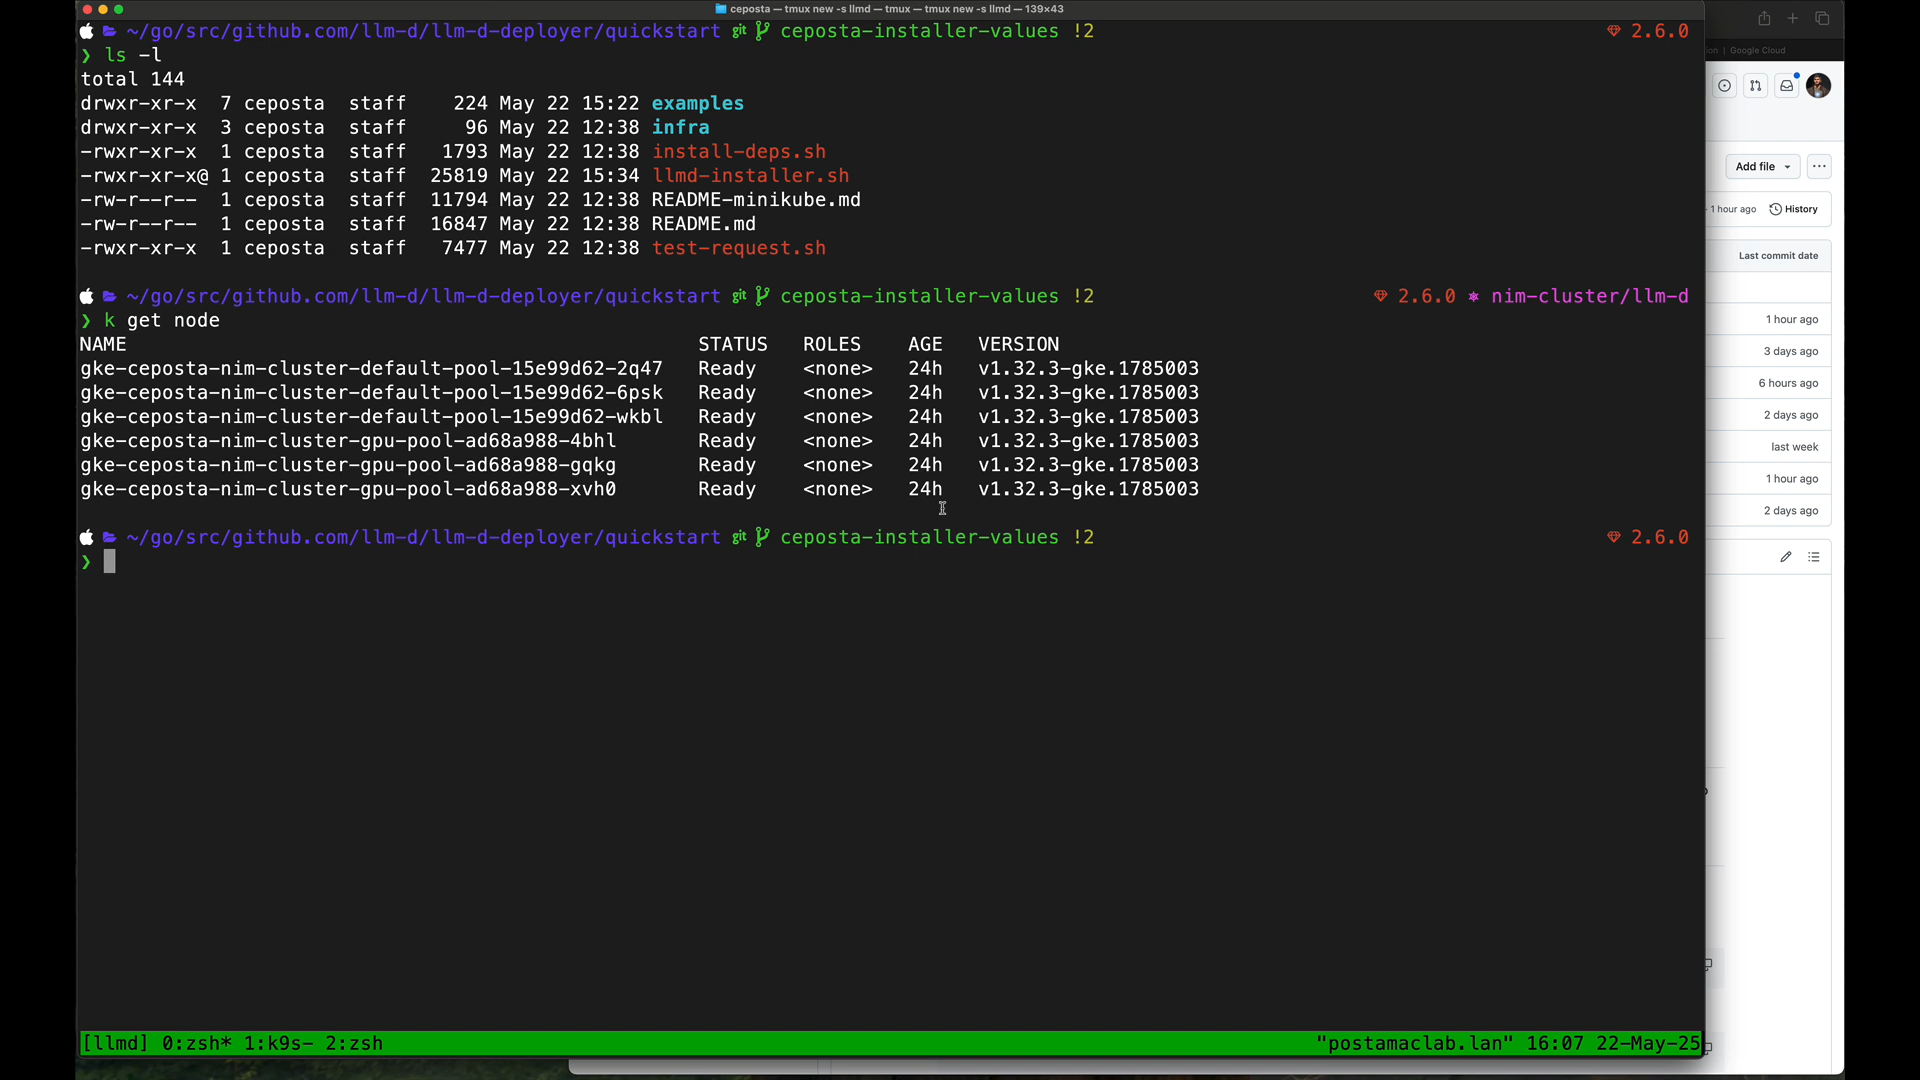 ceposta — tmux new -s llmd — tmux — tmux new -s llmd — 139×43
~/go/src/github.com/llm-d/llm-d-deployer/quickstart git ceposta-installer-values !2 2.6.0
❯ ls -l
total 144
drwxr-xr-x 7 ceposta staff 224 May 22 15:22 examples
drwxr-xr-x 3 ceposta staff 96 May 22 12:38 infra
-rwxr-xr-x 1 ceposta staff 1793 May 22 12:38 install-deps.sh
-rwxr-xr-x@ 1 ceposta staff 25819 May 22 15:34 llmd-installer.sh
-rw-r--r-- 1 ceposta staff 11794 May 22 12:38 README-minikube.md
-rw-r--r-- 1 ceposta staff 16847 May 22 12:38 README.md
-rwxr-xr-x 1 ceposta staff 7477 May 22 12:38 test-request.sh
~/go/src/github.com/llm-d/llm-d-deployer/quickstart git ceposta-installer-values !2 2.6.0 nim-cluster/llm-d
❯ k get node
NAME STATUS ROLES AGE VERSION
gke-ceposta-nim-cluster-default-pool-15e99d62-2q47 Ready <none> 24h v1.32.3-gke.1785003
gke-ceposta-nim-cluster-default-pool-15e99d62-6psk Ready <none> 24h v1.32.3-gke.1785003
gke-ceposta-nim-cluster-default-pool-15e99d62-wkbl Ready <none> 24h v1.32.3-gke.1785003
gke-ceposta-nim-cluster-gpu-pool-ad68a988-4bhl Ready <none> 24h v1.32.3-gke.1785003
gke-ceposta-nim-cluster-gpu-pool-ad68a988-gqkg Ready <none> 24h v1.32.3-gke.1785003
gke-ceposta-nim-cluster-gpu-pool-ad68a988-xvh0 Ready <none> 24h v1.32.3-gke.1785003
~/go/src/github.com/llm-d/llm-d-deployer/quickstart git ceposta-installer-values !2 2.6.0
❯
[llmd] 0:zsh* 1:k9s- 2:zsh "postamaclab.lan" 16:07 22-May-25
| Google Cloud
Add file
1 hour ago History
Last commit date
1 hour ago
3 days ago
6 hours ago
2 days ago
last week
1 hour ago
2 days ago